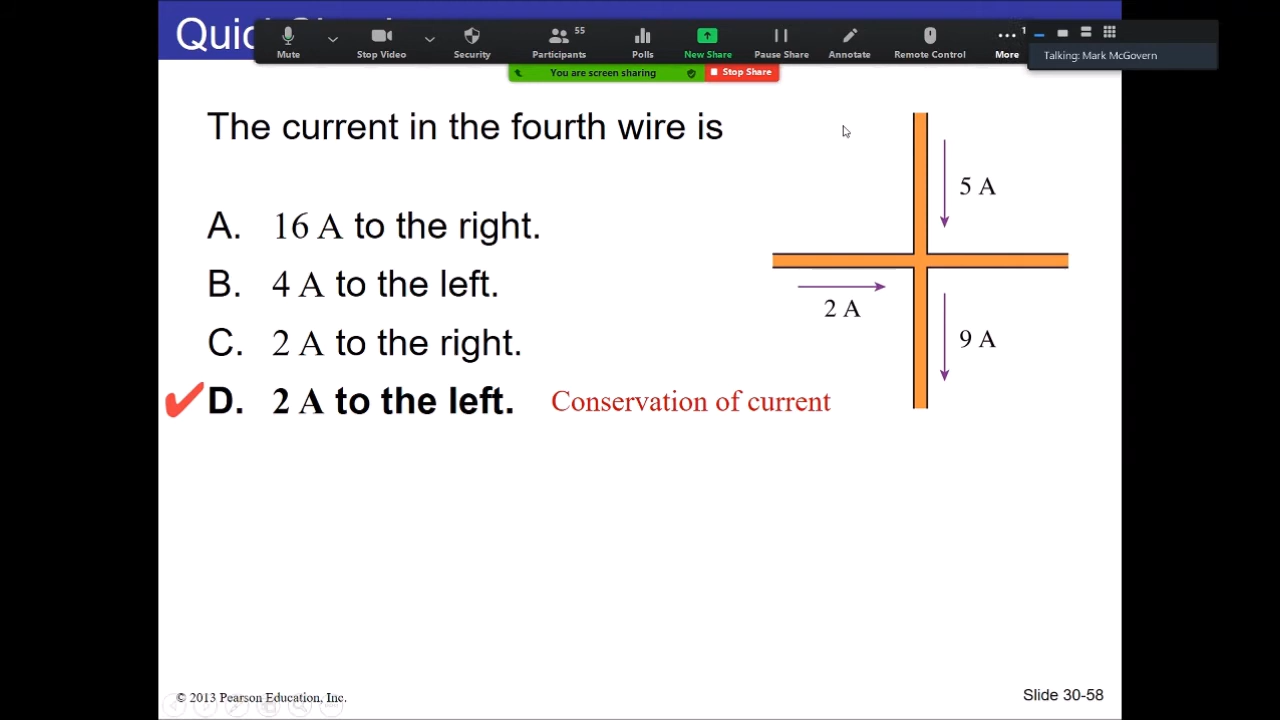 Mute
Stop Video
Security
55
Participants
Polls
New Share
Pause Share
Annotate
Remote Control
1
More
Talking: Mark McGovern
You are screen sharing
Stop Share
The current in the fourth wire is
A. 16 A to the right.
B. 4 A to the left.
C. 2 A to the right.
D. 2 A to the left.
Conservation of current
5 A
2 A
9 A
© 2013 Pearson Education, Inc.
Slide 30-58